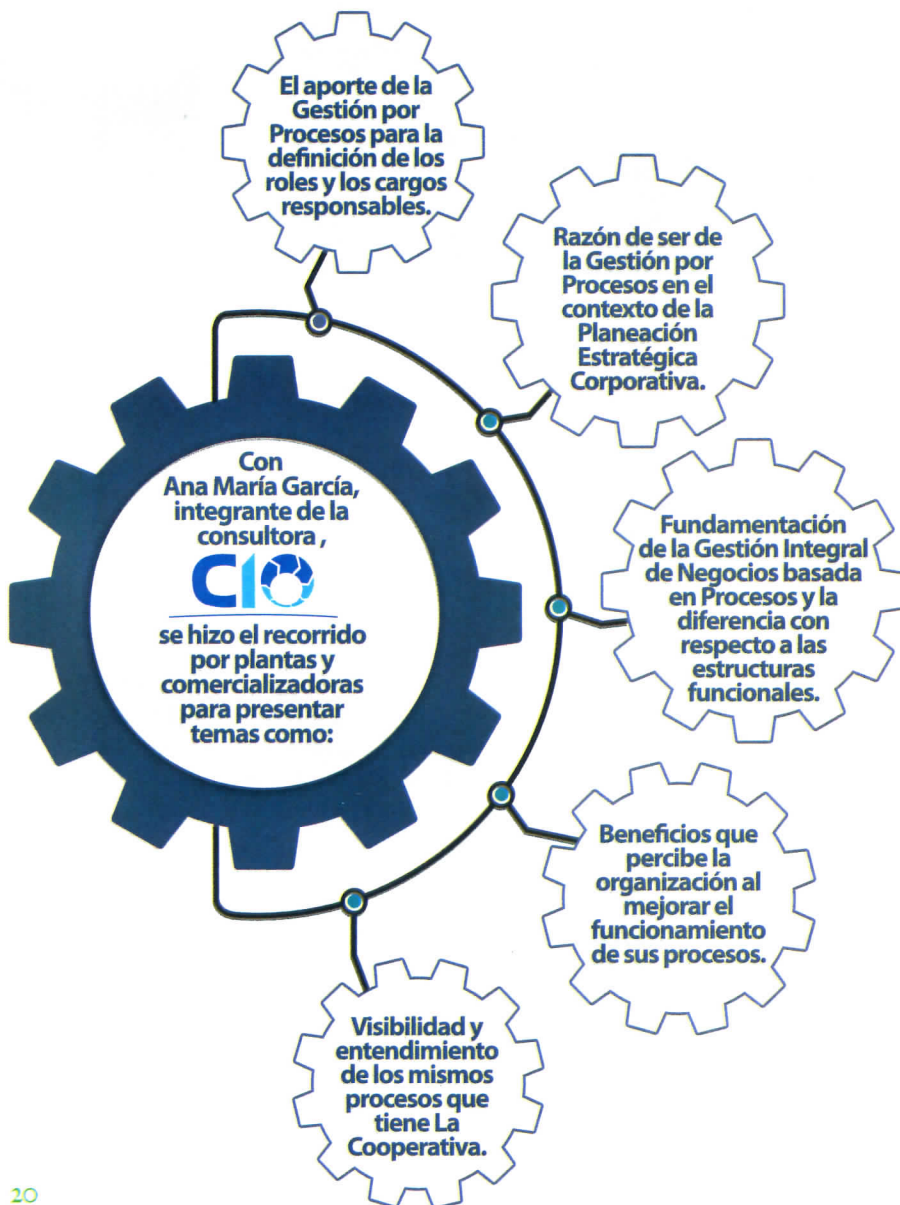 El aporte de la
Gestión por
Procesos para la
definición de los
roles y los cargos
responsables.
Razón de ser de
la Gestión por
Procesos en el
contexto de la
Planeación
Estratégica
Corporativa.
Con
Ana María García,
integrante de la
consultora ,
CIO
se hizo el recorrido
por plantas y
comercializadoras
para presentar
temas como:
Fundamentación
de la Gestión Integral
de Negocios basada
en Procesos y la
diferencia con
respecto a las
estructuras
funcionales.
Beneficios que
percibe la
organización al
mejorar el
funcionamiento
de sus procesos.
Visibilidad y
entendimiento
de los mismos
procesos que
tiene La
Cooperativa.
20